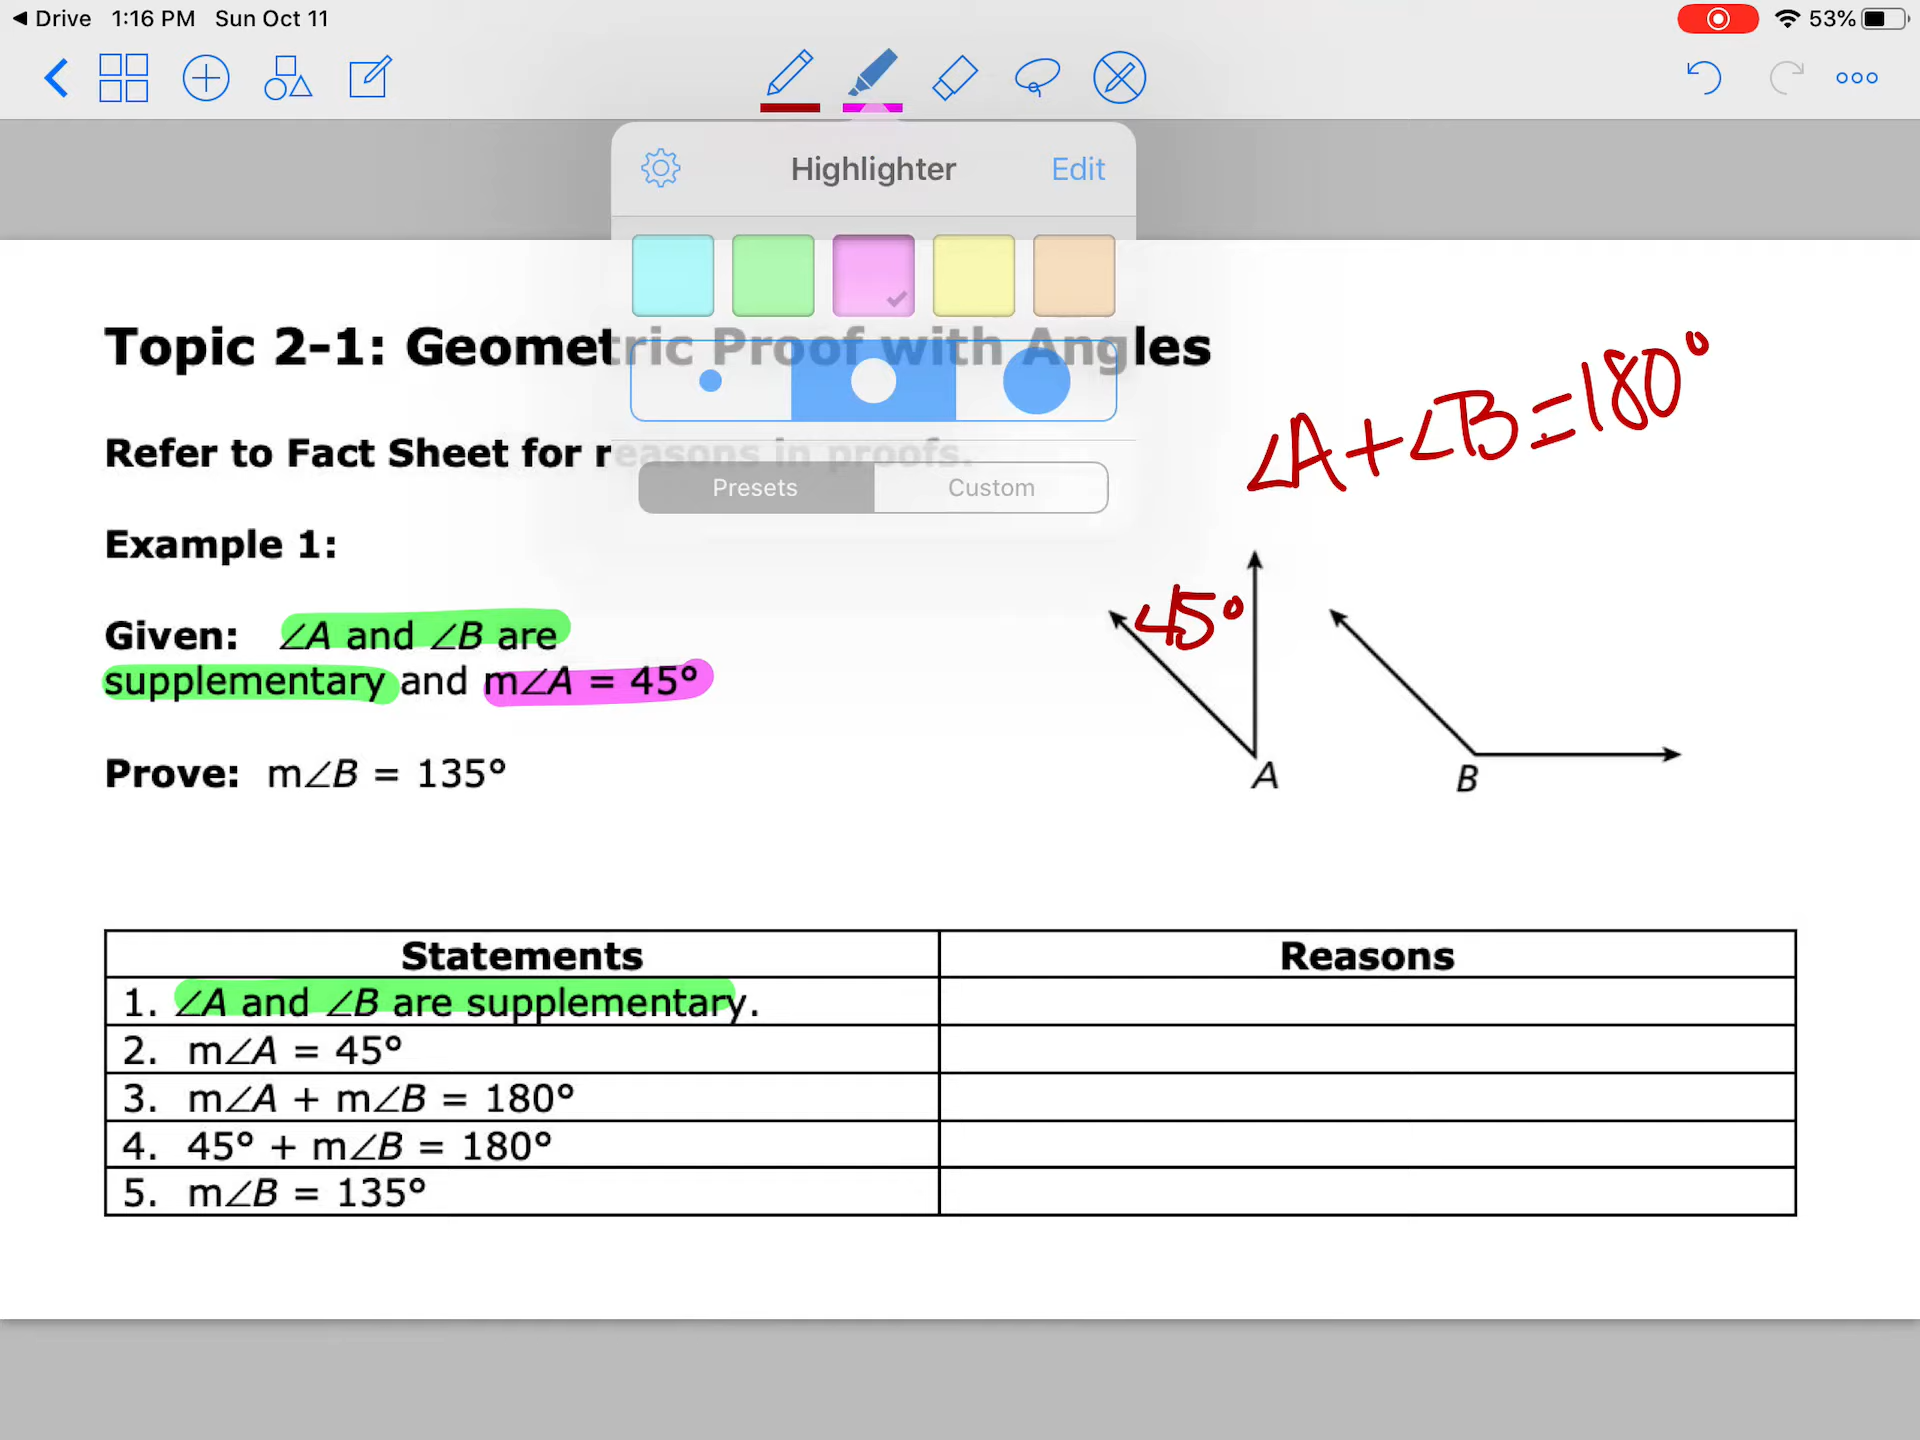 Drive 1:16 PM Sun Oct 11 53%
Highlighter Edit
Topic 2-1: Geometric Proof with Angles
∠A + ∠B = 180°
Refer to Fact Sheet for reasons in proofs.
Presets Custom
Example 1:
45°
Given: ∠A and ∠B are
supplementary and m∠A = 45°
Prove: m∠B = 135°
A B
Statements Reasons
1. ∠A and ∠B are supplementary.
2. m∠A = 45°
3. m∠A + m∠B = 180°
4. 45° + m∠B = 180°
5. m∠B = 135°